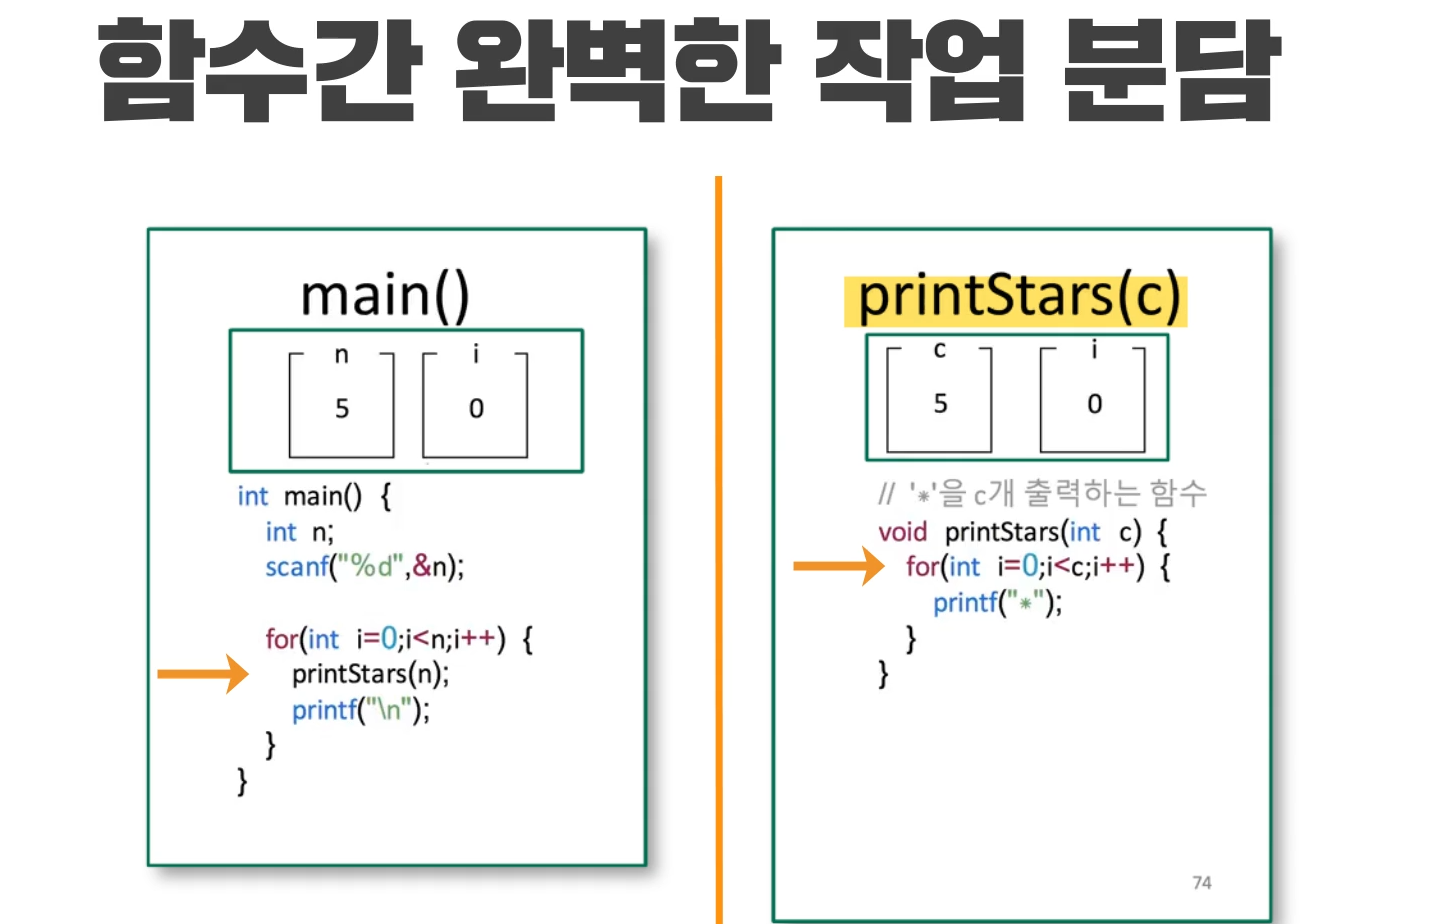 함수간 완벽한 작업 분담
main()
n
i
5
0
int main() {
int n;
scanf("%d",&n);
for(int i=0;i<n;i++) {
printStars(n);
printf("\n");
}
}
printStars(c)
c
i
5
0
// '*'을 c개 출력하는 함수
void printStars(int c) {
for(int i=0;i<c;i++) {
printf("*");
}
}
74